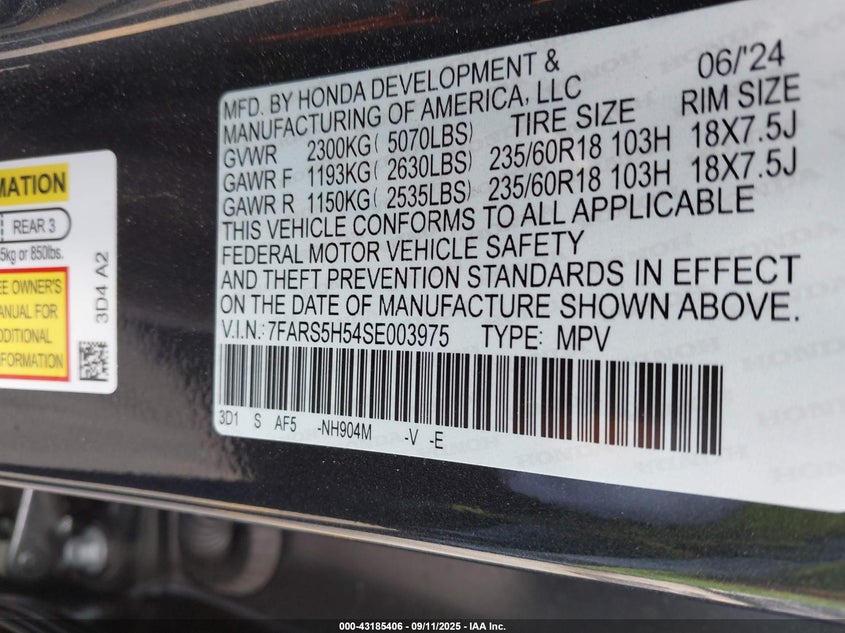 MFD. BY HONDA DEVELOPMENT & 06/'24
MANUFACTURING OF AMERICA, LLC TIRE SIZE RIM SIZE
GVWR 2300KG( 5070LBS)
GAWR F 1193KG( 2630LBS) 235/60R18 103H 18X7.5J
GAWR R 1150KG( 2535LBS) 235/60R18 103H 18X7.5J
THIS VEHICLE CONFORMS TO ALL APPLICABLE
FEDERAL MOTOR VEHICLE SAFETY
AND THEFT PREVENTION STANDARDS IN EFFECT
ON THE DATE OF MANUFACTURE SHOWN ABOVE.
V.I.N.: 7FARS5H54SE003975 TYPE: MPV
3D1 S AF5 -NH904M -V -E
REAR 3
or 850lbs.
OWNER'S
FOR
3D4 A2
000-43185406 - 09/11/2025 - IAA Inc.